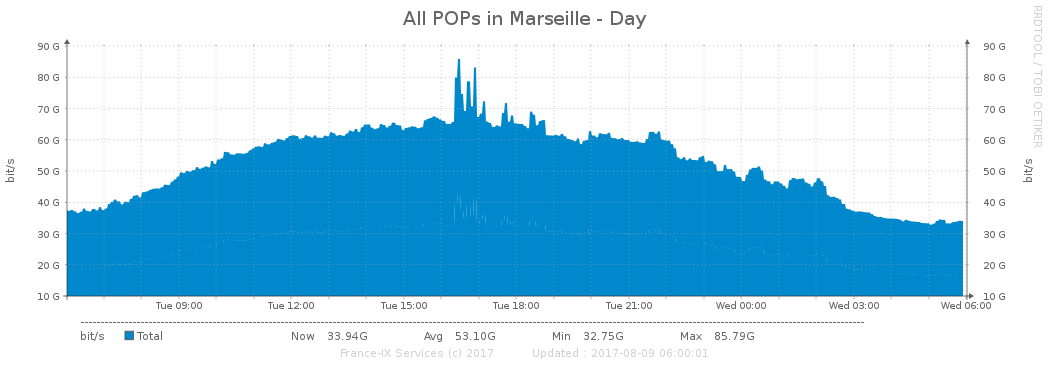 All POPs in Marseille - Day
RRDTOOL / TOBI OETIKER
bit/s
bit/s
90 G 90 G
80 G 80 G
70 G 70 G
60 G 60 G
50 G 50 G
40 G 40 G
30 G 30 G
20 G 20 G
10 G 10 G
Tue 09:00 Tue 12:00 Tue 15:00 Tue 18:00 Tue 21:00 Wed 00:00 Wed 03:00 Wed 06:00
bit/s Total Now 33.94G Avg 53.10G Min 32.75G Max 85.79G
France-IX Services (c) 2017 Updated : 2017-08-09 06:00:01